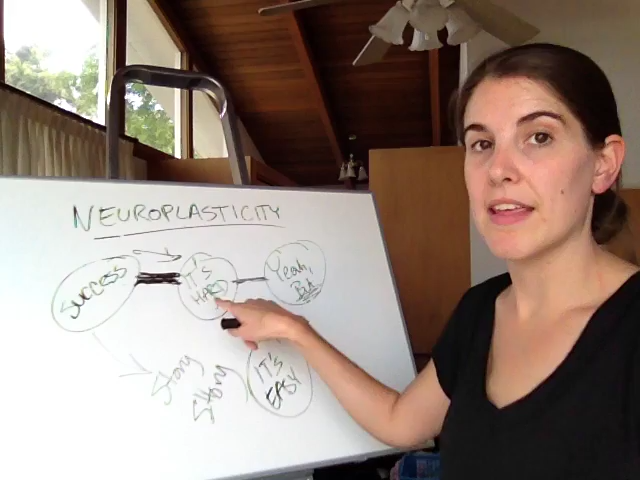 NEUROPLASTICITY
SUCCESS
IT'S
HARD
Yeah,
But
Story
Story
IT'S
EASY